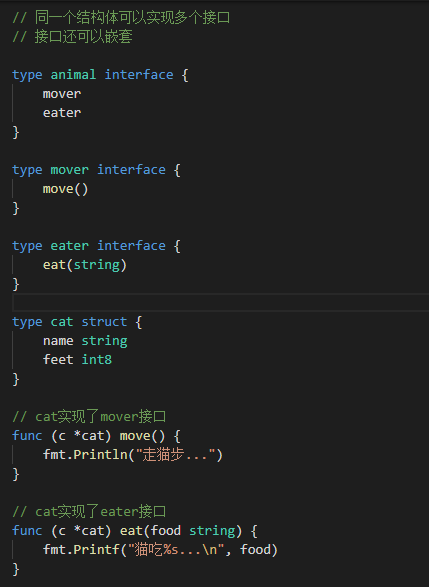 // 同一个结构体可以实现多个接口
// 接口还可以嵌套
type animal interface {
mover
eater
}
type mover interface {
move()
}
type eater interface {
eat(string)
}
type cat struct {
name string
feet int8
}
// cat实现了mover接口
func (c *cat) move() {
fmt.Println("走猫步...")
}
// cat实现了eater接口
func (c *cat) eat(food string) {
fmt.Printf("猫吃%s...\n", food)
}